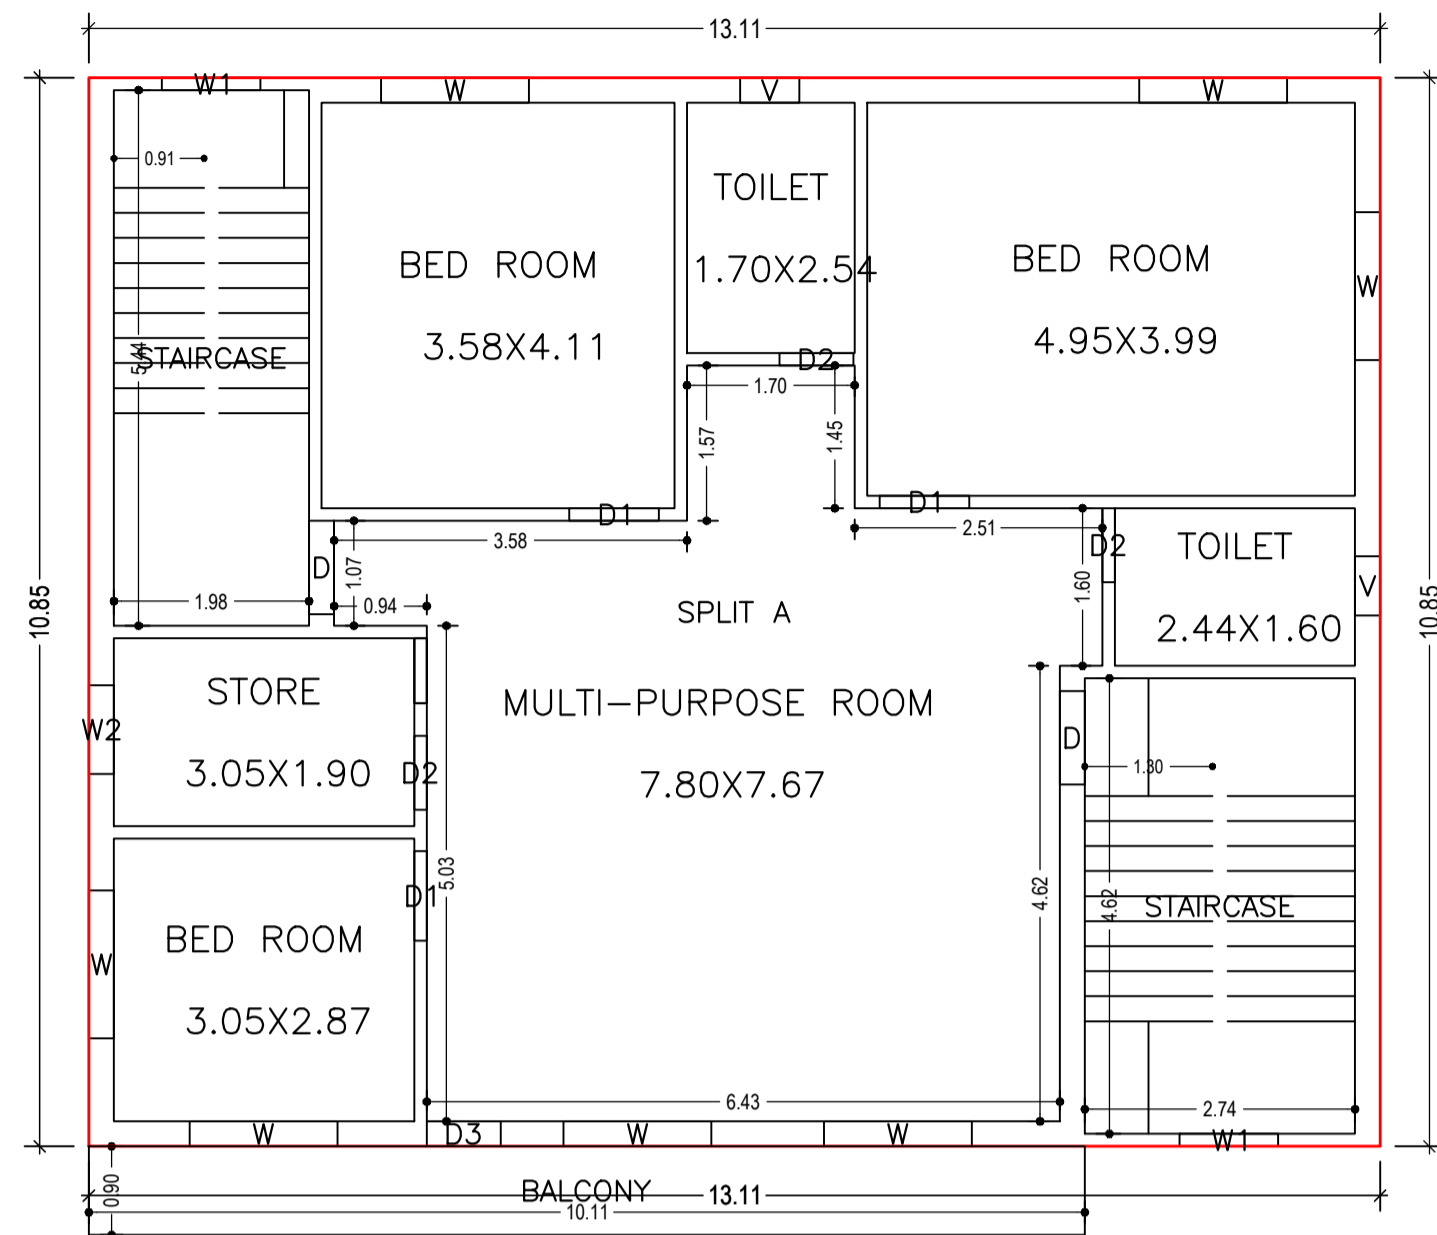 13.11
W1
W
V
W
0.91
TOILET
1.70X2.54
BED ROOM
3.58X4.11
BED ROOM
4.95X3.99
W
5.44
STAIRCASE
D2
1.70
1.57
1.45
D1
D1
3.58
2.51
D
1.07
0.94
1.98
D2
TOILET
2.44X1.60
V
1.60
10.85
10.85
SPLIT A
MULTI-PURPOSE ROOM
7.80X7.67
STORE
3.05X1.90
W2
D2
D
1.30
5.03
D1
4.62
4.62
STAIRCASE
BED ROOM
3.05X2.87
W
6.43
2.74
W
D3
W
W
W1
0.90
BALCONY
13.11
10.11